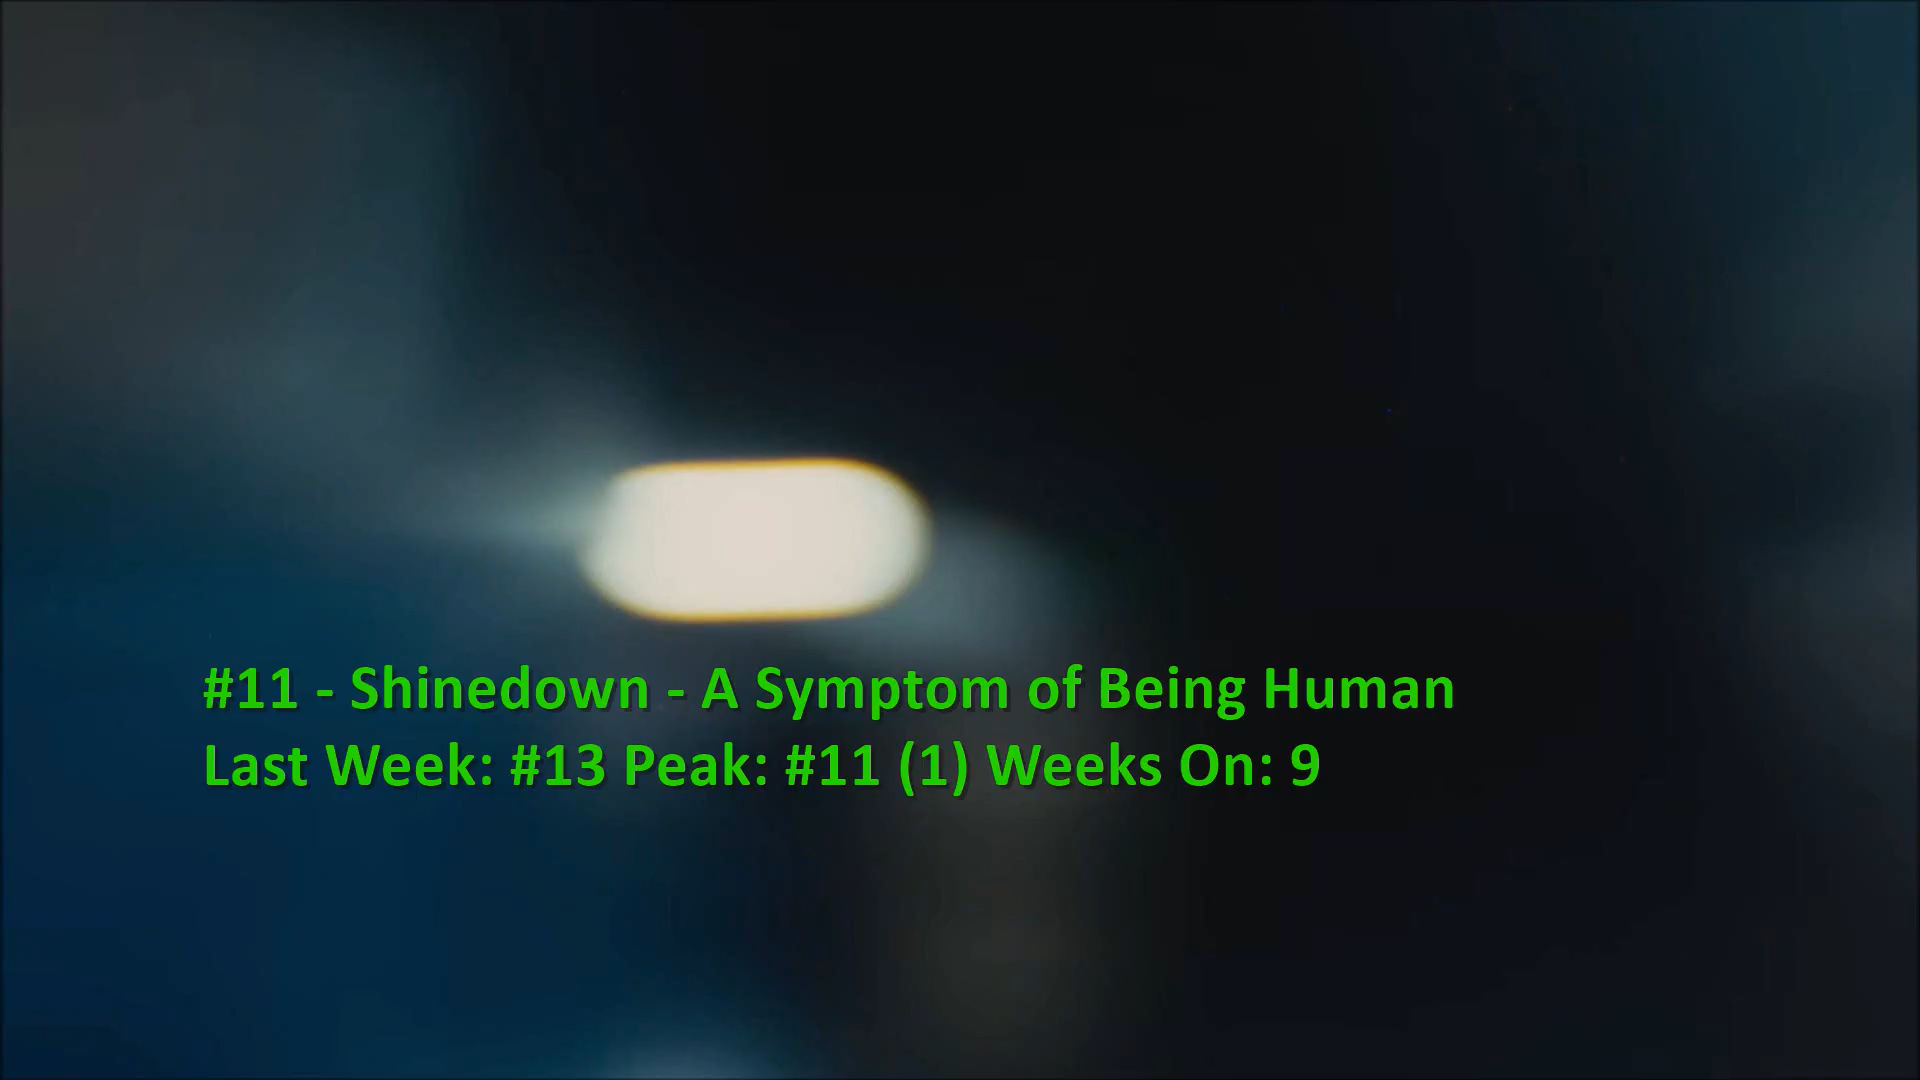 #11 - Shinedown - A Symptom of Being Human
Last Week: #13 Peak: #11 (1) Weeks On: 9